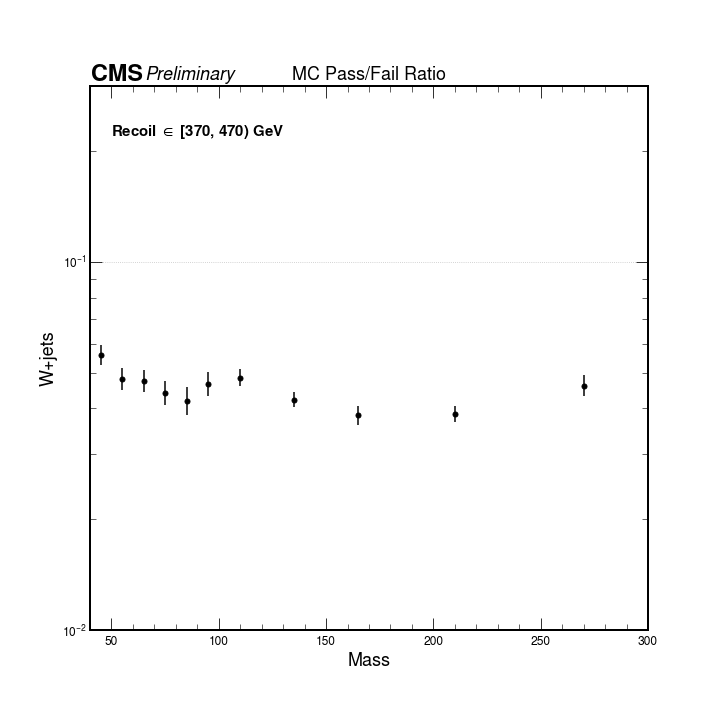 CMS Preliminary MC Pass/Fail Ratio
Recoil ∈ [370, 470) GeV
10⁻¹
W+jets
10⁻²
50 100 150 200 250 300
Mass